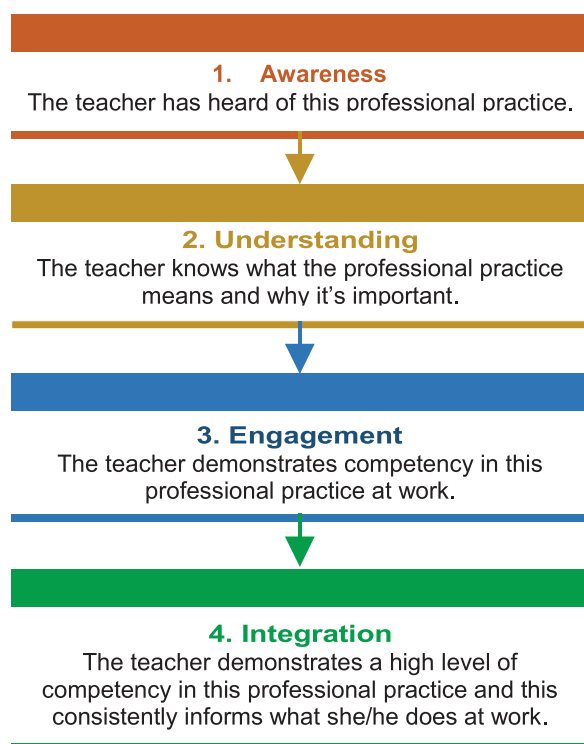 1. Awareness
The teacher has heard of this professional practice.
2. Understanding
The teacher knows what the professional practice
means and why it's important.
3. Engagement
The teacher demonstrates competency in this
professional practice at work.
4. Integration
The teacher demonstrates a high level of
competency in this professional practice and this
consistently informs what she/he does at work.